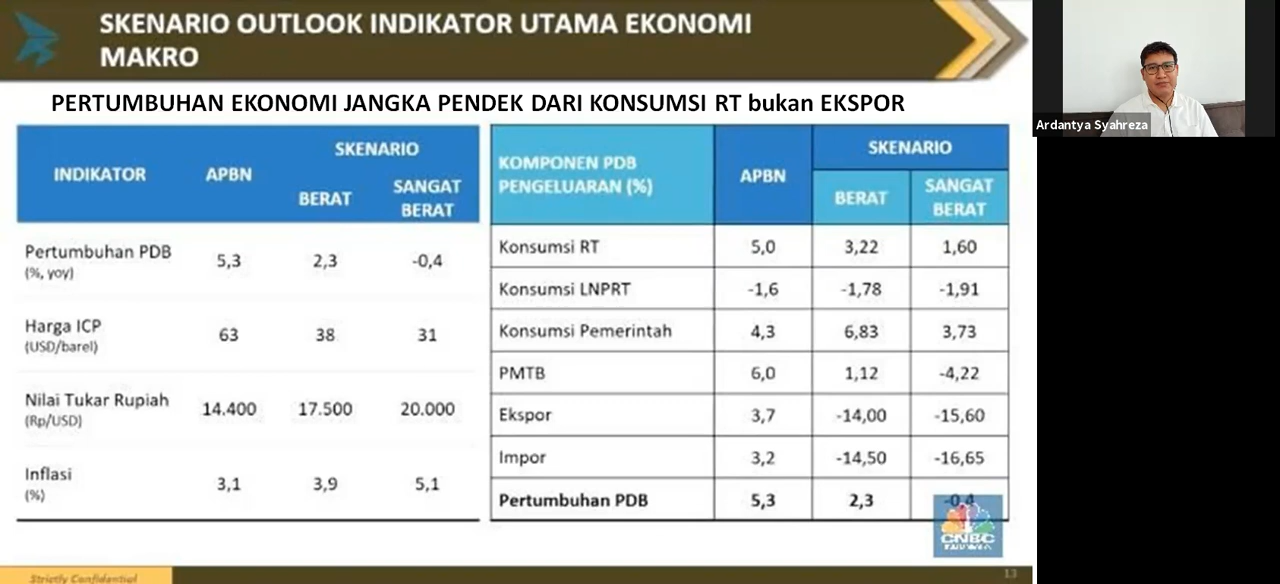 SKENARIO OUTLOOK INDIKATOR UTAMA EKONOMI
MAKRO
PERTUMBUHAN EKONOMI JANGKA PENDEK DARI KONSUMSI RT bukan EKSPOR
INDIKATOR APBN SKENARIO
BERAT SANGAT BERAT
Pertumbuhan PDB (%, yoy) 5,3 2,3 -0,4
Harga ICP (USD/barel) 63 38 31
Nilai Tukar Rupiah (Rp/USD) 14.400 17.500 20.000
Inflasi (%) 3,1 3,9 5,1
KOMPONEN PDB PENGELUARAN (%) APBN SKENARIO
BERAT SANGAT BERAT
Konsumsi RT 5,0 3,22 1,60
Konsumsi LNPRT -1,6 -1,78 -1,91
Konsumsi Pemerintah 4,3 6,83 3,73
PMTB 6,0 1,12 -4,22
Ekspor 3,7 -14,00 -15,60
Impor 3,2 -14,50 -16,65
Pertumbuhan PDB 5,3 2,3 -0,4
CNBC
Strictly Confidential
13
Ardantya Syahreza